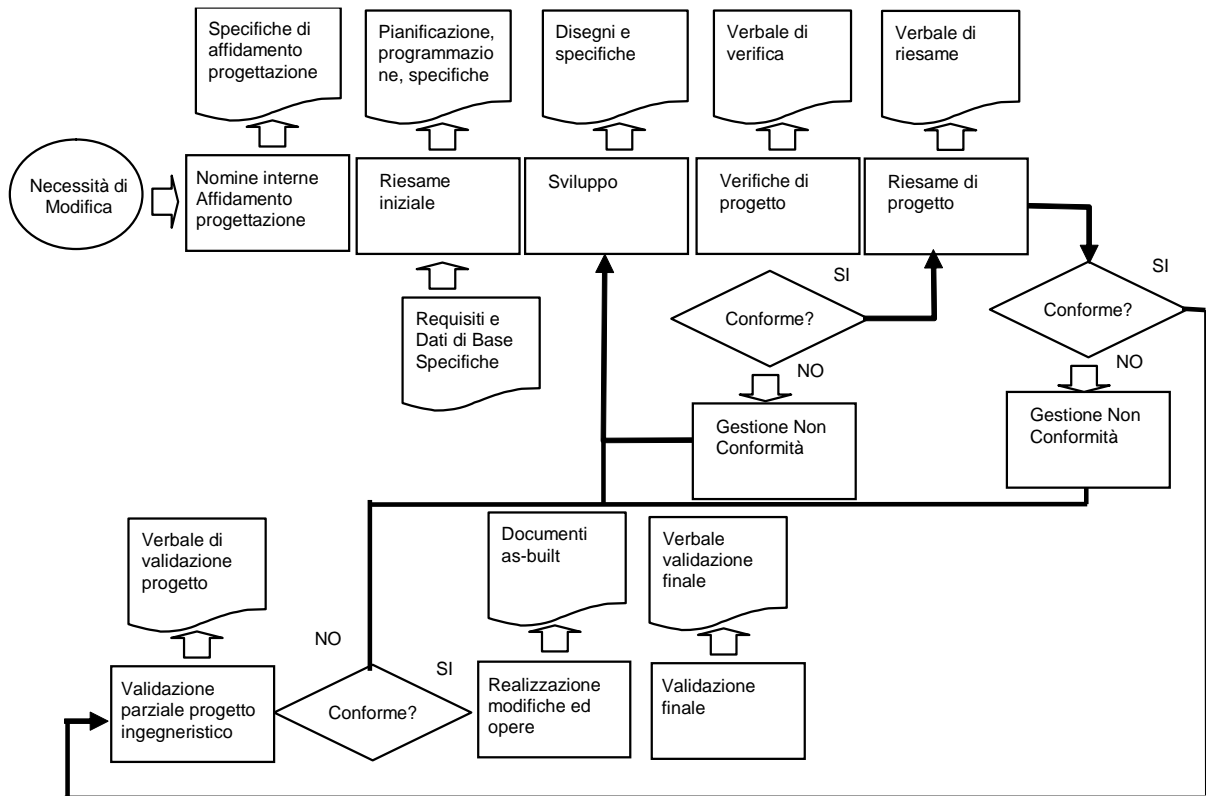 Specifiche di
affidamento
progettazione
Pianificazione,
programmazio
ne, specifiche
Disegni e
specifiche
Verbale di
verifica
Verbale di
riesame
Necessità di
Modifica
Nomine interne
Affidamento
progettazione
Riesame
iniziale
Sviluppo
Verifiche di
progetto
Riesame di
progetto
Requisiti e
Dati di Base
Specifiche
SI
Conforme?
NO
SI
Conforme?
NO
Gestione Non
Conformità
Gestione Non
Conformità
Verbale di
validazione
progetto
Documenti
as-built
Verbale
validazione
finale
NO
SI
Validazione
parziale progetto
ingegneristico
Conforme?
Realizzazione
modifiche ed
opere
Validazione
finale